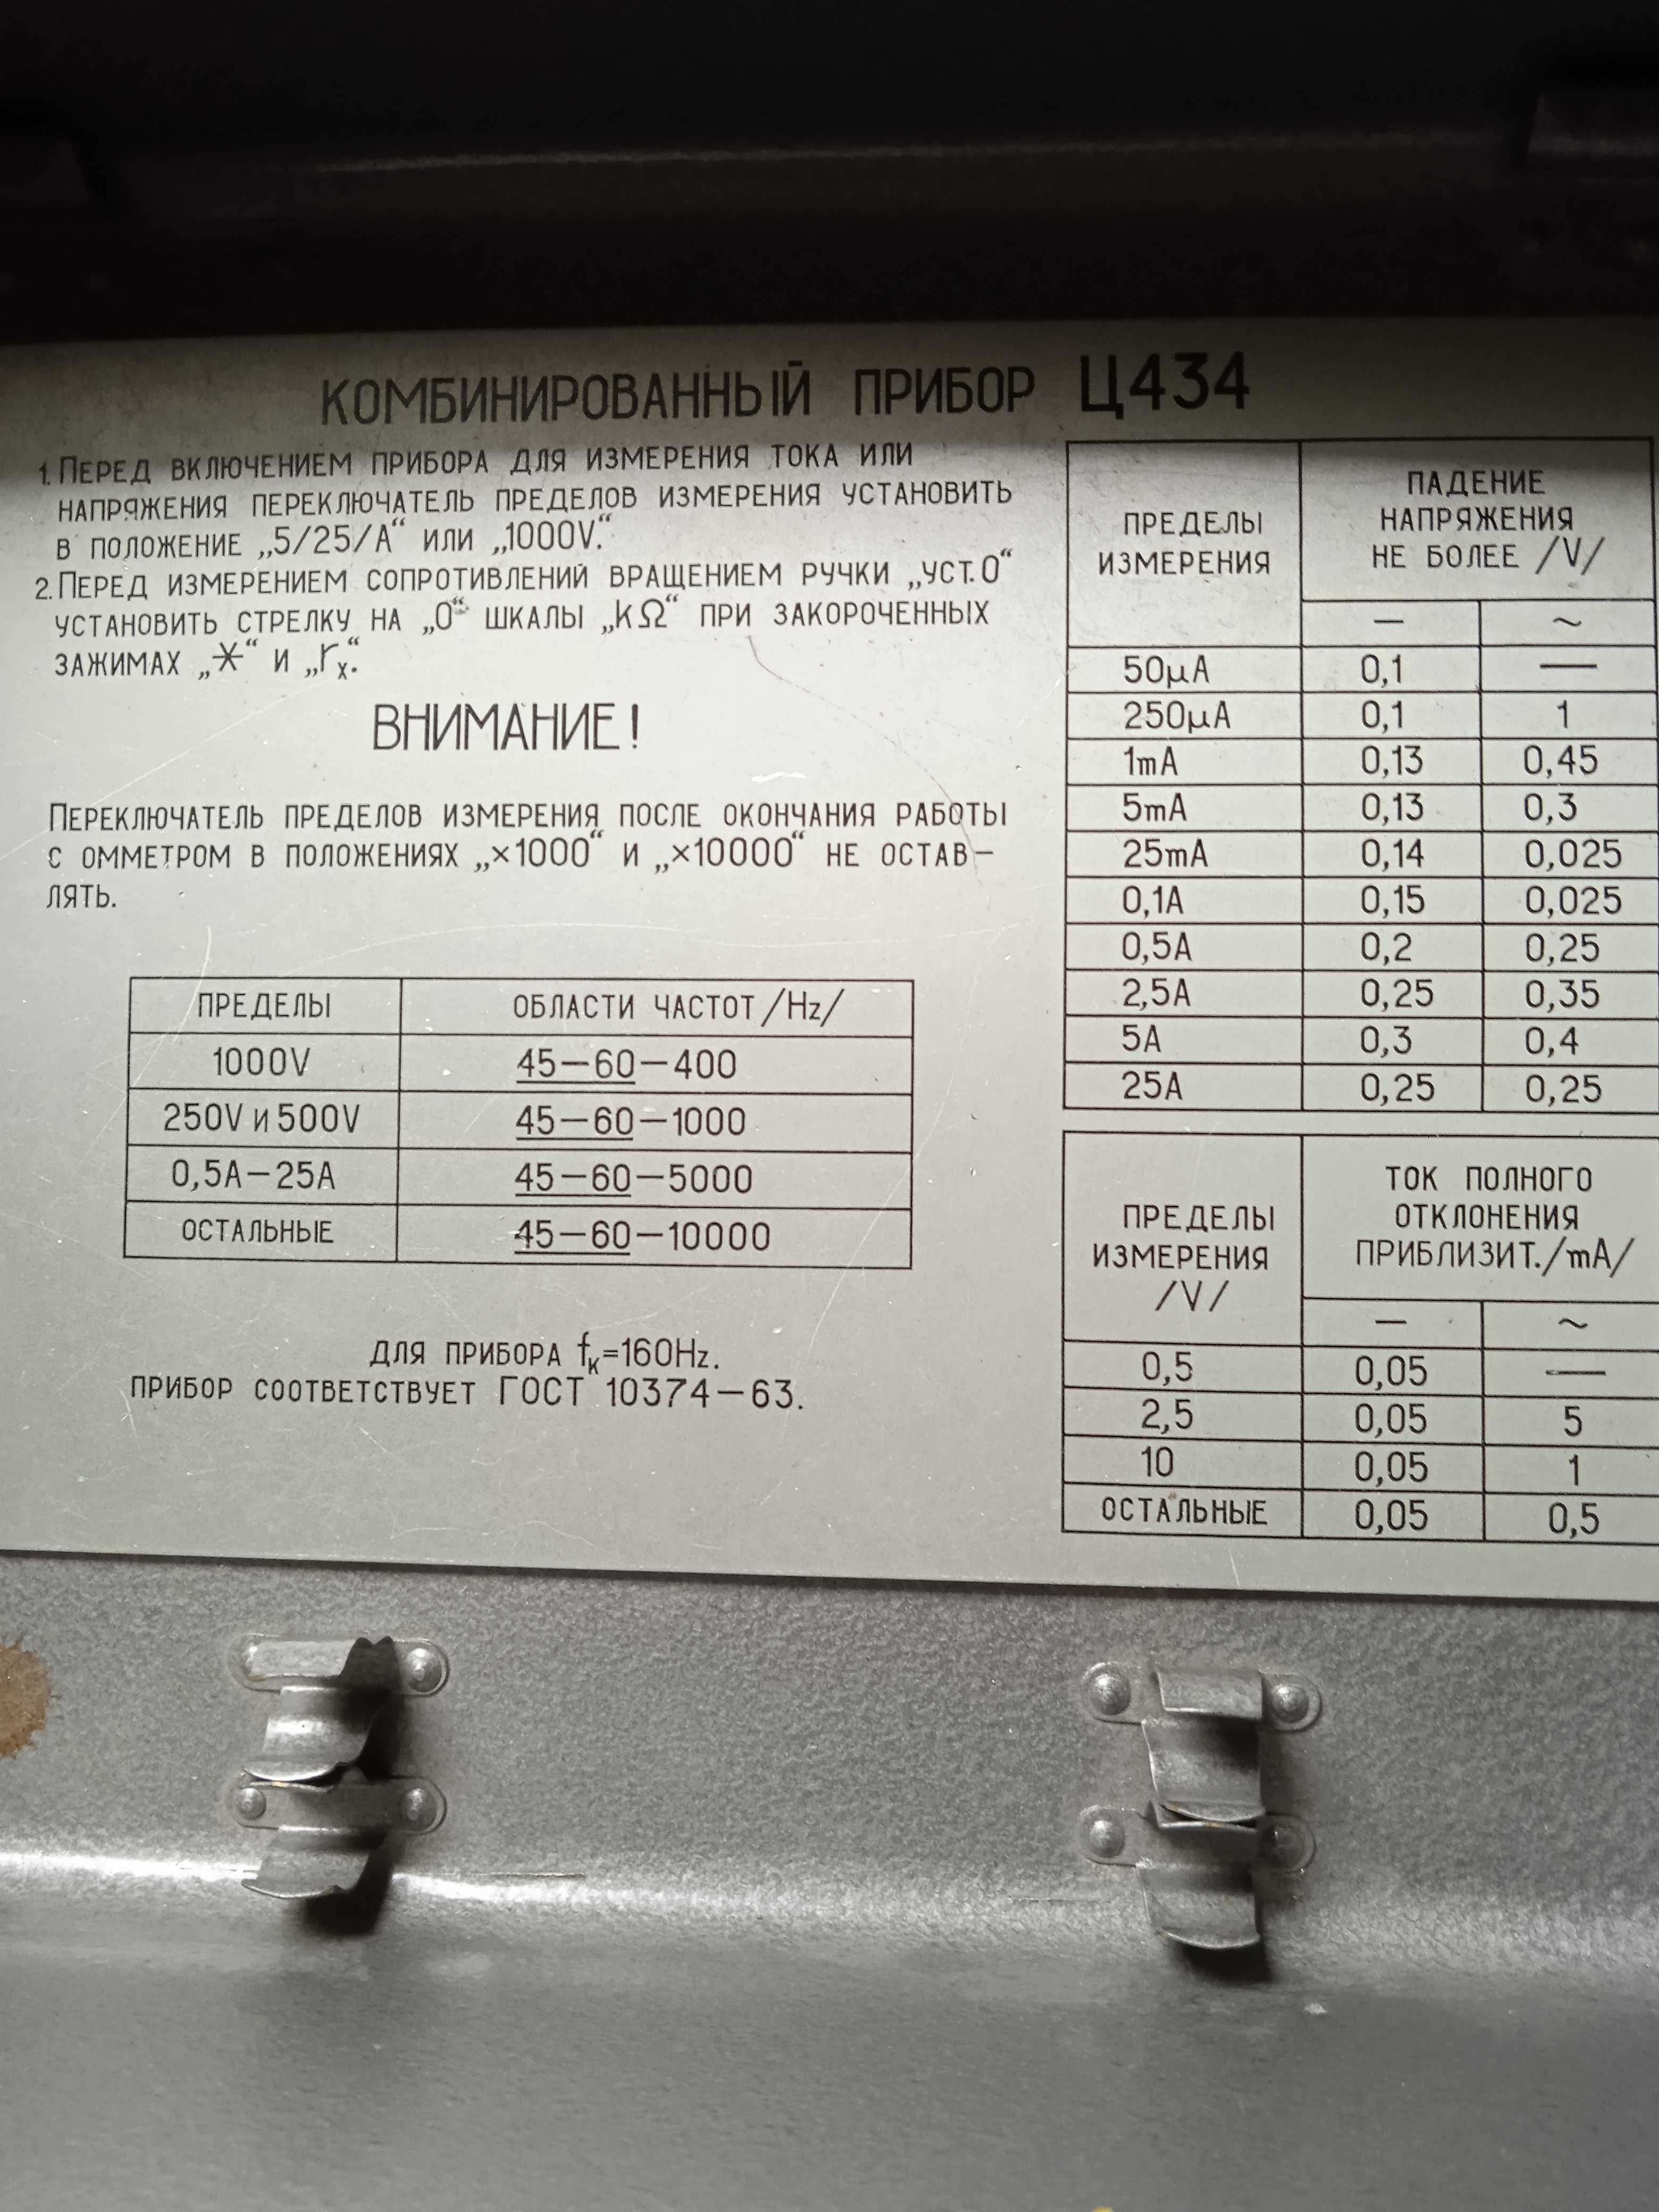 КОМБИНИРОВАННЫЙ ПРИБОР Ц434
1. ПЕРЕД ВКЛЮЧЕНИЕМ ПРИБОРА ДЛЯ ИЗМЕРЕНИЯ ТОКА ИЛИ
НАПРЯЖЕНИЯ ПЕРЕКЛЮЧАТЕЛЬ ПРЕДЕЛОВ ИЗМЕРЕНИЯ УСТАНОВИТЬ
В ПОЛОЖЕНИЕ „5/25/А“ ИЛИ „1000V.“
2. ПЕРЕД ИЗМЕРЕНИЕМ СОПРОТИВЛЕНИЙ ВРАЩЕНИЕМ РУЧКИ „УСТ.0“
УСТАНОВИТЬ СТРЕЛКУ НА „0“ ШКАЛЫ „kΩ“ ПРИ ЗАКОРОЧЕННЫХ
ЗАЖИМАХ „*“ И „rx“.
ВНИМАНИЕ!
ПЕРЕКЛЮЧАТЕЛЬ ПРЕДЕЛОВ ИЗМЕРЕНИЯ ПОСЛЕ ОКОНЧАНИЯ РАБОТЫ
С ОММЕТРОМ В ПОЛОЖЕНИЯХ „×1000“ И „×10000“ НЕ ОСТАВ–
ЛЯТЬ.
ПРЕДЕЛЫ ОБЛАСТИ ЧАСТОТ /Hz/
1000V 45–60–400
250V И 500V 45–60–1000
0,5A–25A 45–60–5000
ОСТАЛЬНЫЕ 45–60–10000
ДЛЯ ПРИБОРА fк=160Hz.
ПРИБОР СООТВЕТСТВУЕТ ГОСТ 10374–63.
ПРЕДЕЛЫ
ИЗМЕРЕНИЯ
ПАДЕНИЕ
НАПРЯЖЕНИЯ
НЕ БОЛЕЕ /V/
— ~
50μA 0,1 —
250μA 0,1 1
1mA 0,13 0,45
5mA 0,13 0,3
25mA 0,14 0,025
0,1A 0,15 0,025
0,5A 0,2 0,25
2,5A 0,25 0,35
5A 0,3 0,4
25A 0,25 0,25
ПРЕДЕЛЫ
ИЗМЕРЕНИЯ
/V/
ТОК ПОЛНОГО
ОТКЛОНЕНИЯ
ПРИБЛИЗИТ./mA/
— ~
0,5 0,05 —
2,5 0,05 5
10 0,05 1
ОСТАЛЬНЫЕ 0,05 0,5